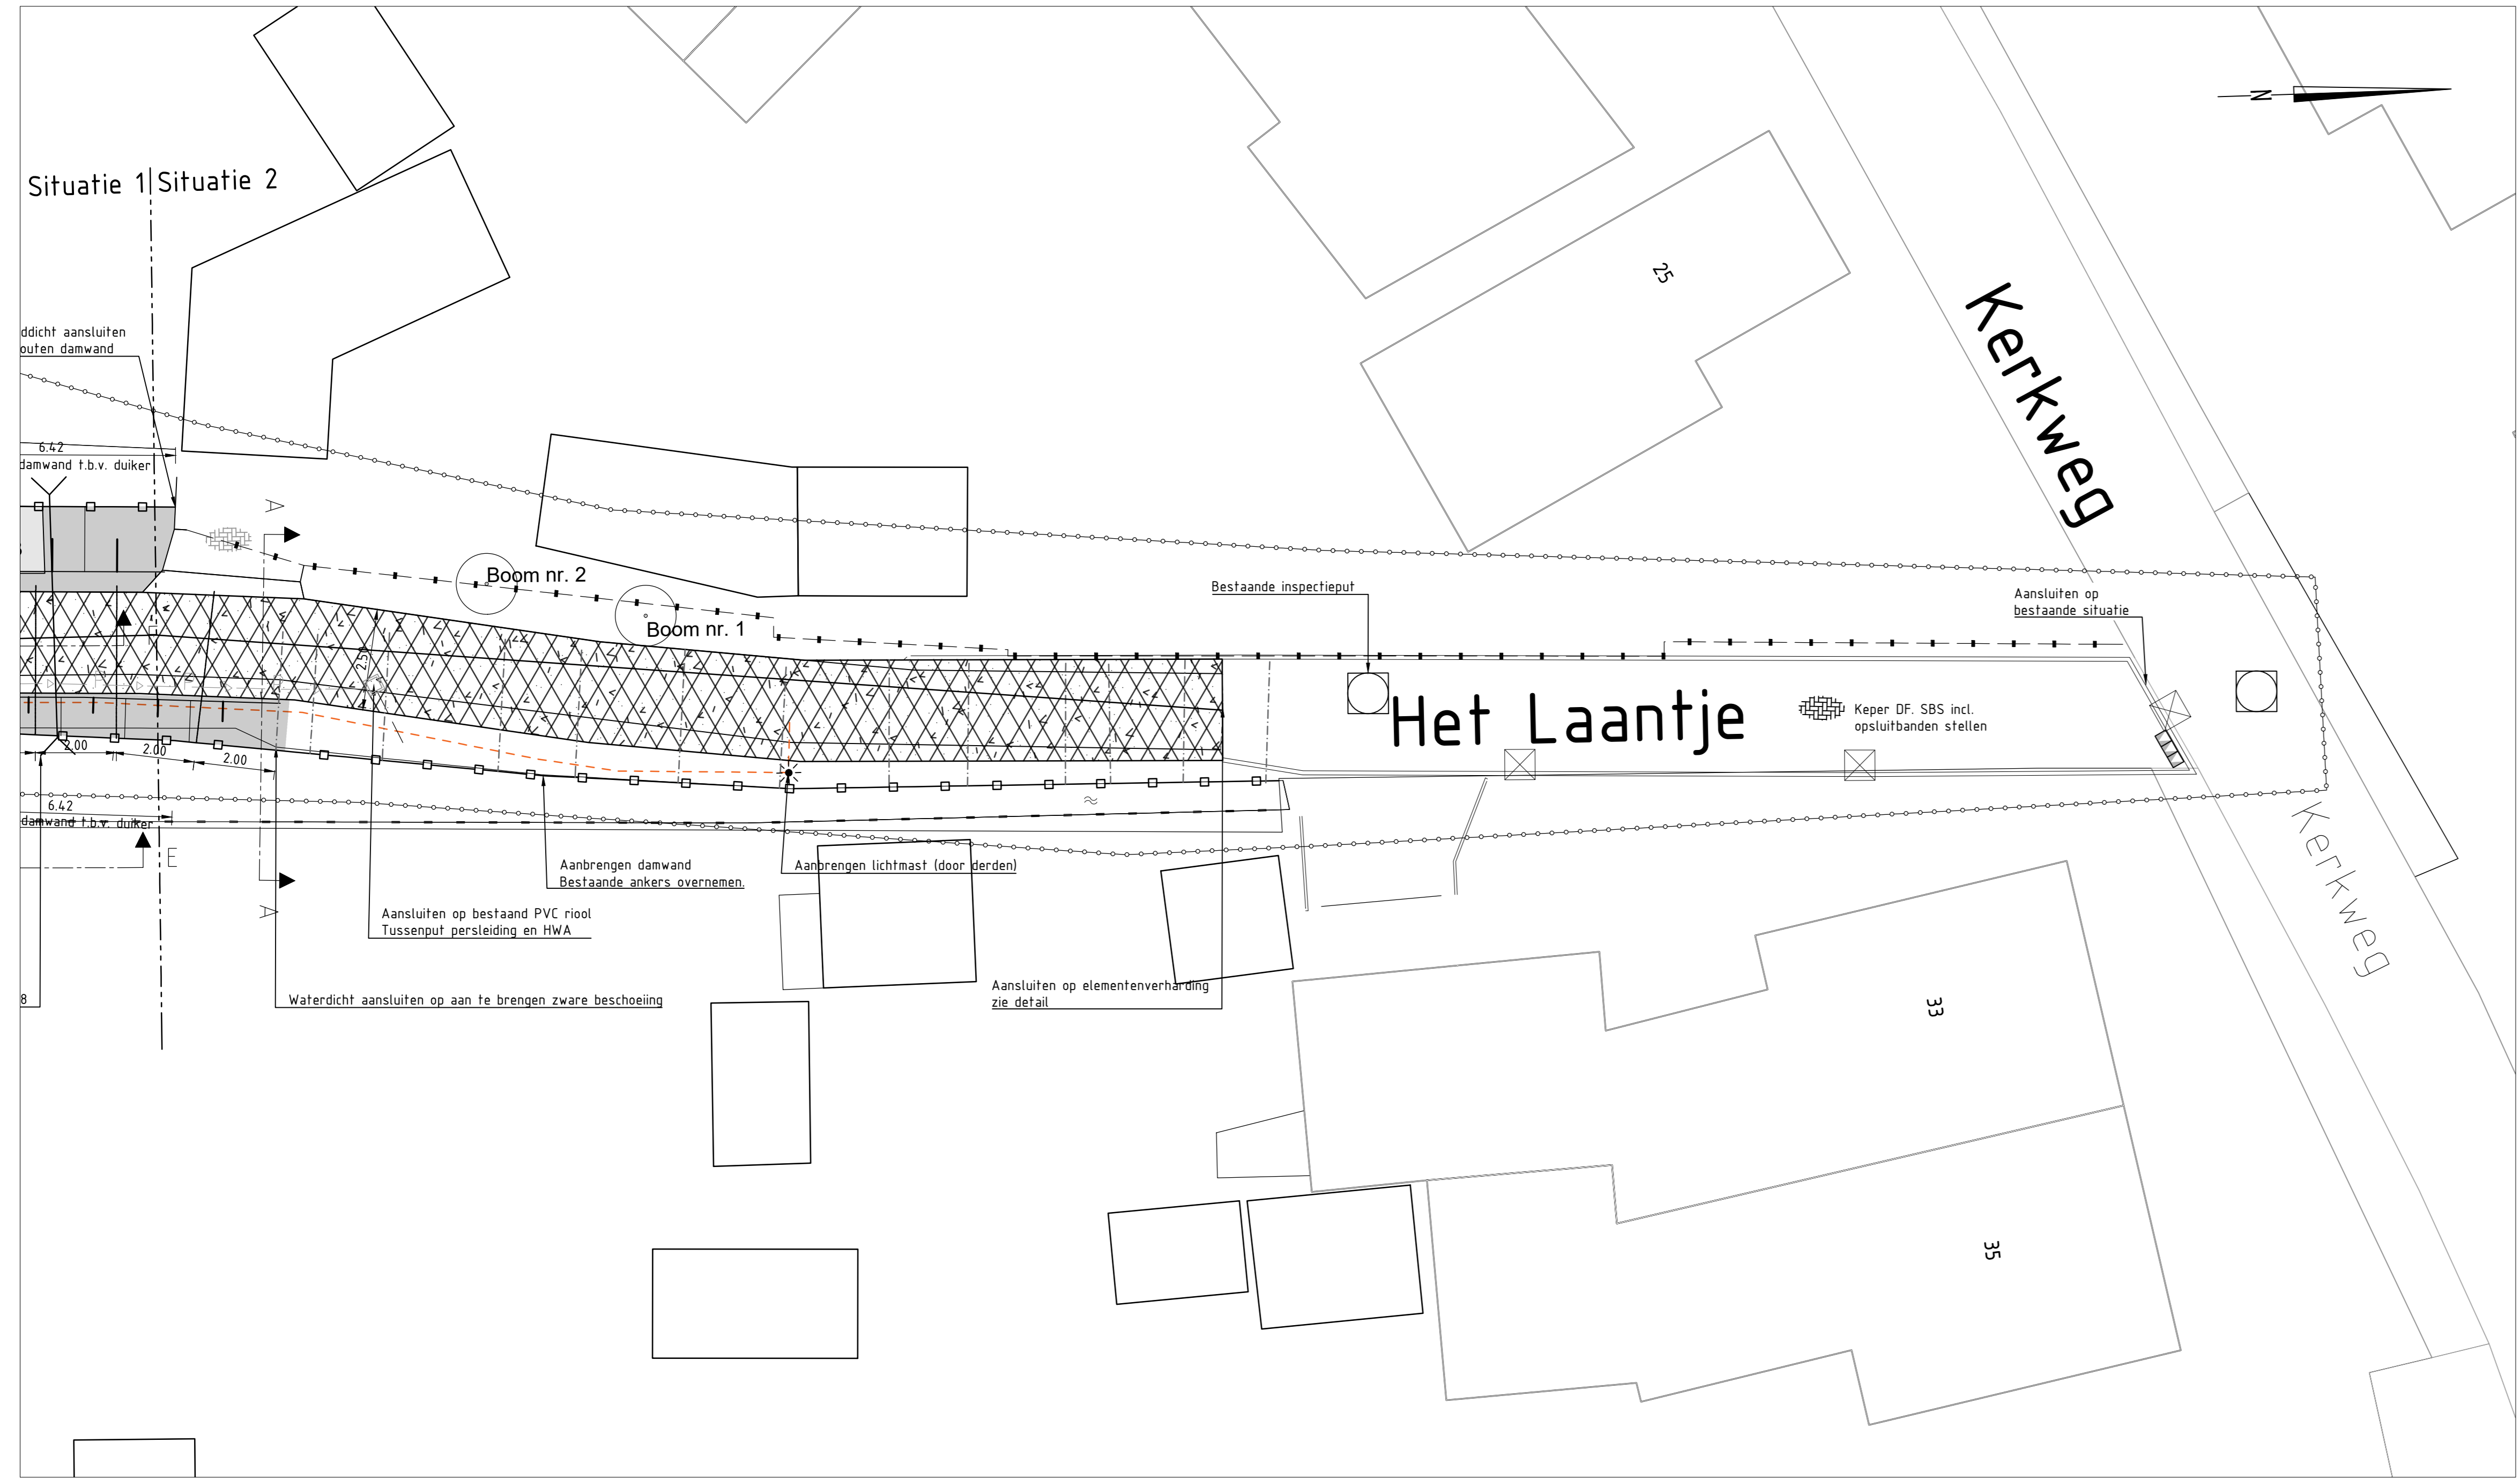 Situatie 1
Situatie 2
N
25
Kerkweg
ddicht aansluiten
outen damwand
6.42
damwand t.b.v. duiker
A
Boom nr. 2
Boom nr. 1
Bestaande inspectieput
Aansluiten op
bestaande situatie
2.50
Het Laantje
Keper DF. SBS incl.
opsluitbanden stellen
2.00
2.00
2.00
6.42
damwand t.b.v. duiker
E
A
Aanbrengen damwand
Bestaande ankers overnemen.
Aanbrengen lichtmast (door derden)
Kerkweg
Aansluiten op bestaand PVC riool
Tussenput persleiding en HWA
8
Waterdicht aansluiten op aan te brengen zware beschoeiing
Aansluiten op elementenverharding
zie detail
33
35